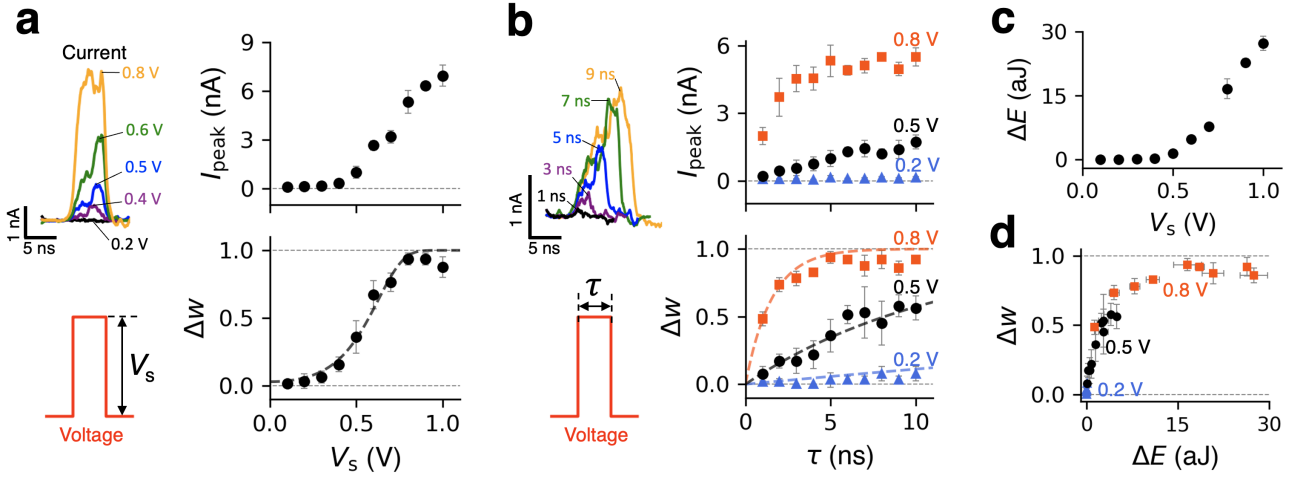 a
Current
0.8 V
0.6 V
0.5 V
0.4 V
0.2 V
1 nA
5 ns
Voltage
Vₛ
I_peak (nA)
9
6
3
0
Δw
1.0
0.5
0.0
0.0 0.5 1.0
Vₛ (V)
b
9 ns
7 ns
5 ns
3 ns
1 ns
1 nA
5 ns
τ
Voltage
I_peak (nA)
6
3
0
0.8 V
0.5 V
0.2 V
Δw
1.0
0.5
0.0
0.8 V
0.5 V
0.2 V
0 5 10
τ (ns)
c
ΔE (aJ)
30
15
0
0.0 0.5 1.0
Vₛ (V)
d
Δw
1.0
0.5
0.0
0.8 V
0.5 V
0.2 V
0 15 30
ΔE (aJ)